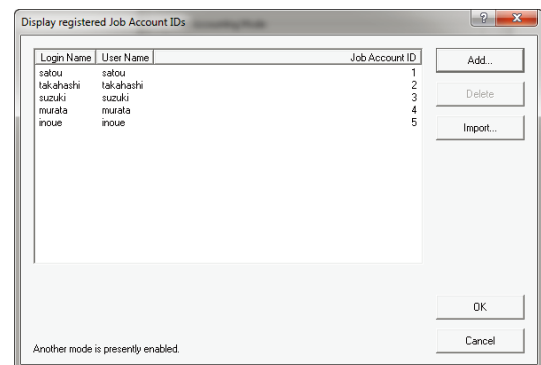 Display registered Job Account IDs
Login Name User Name Job Account ID
satou satou 1
takahashi takahashi 2
suzuki suzuki 3
murata murata 4
inoue inoue 5
Add...
Delete
Import...
OK
Cancel
Another mode is presently enabled.